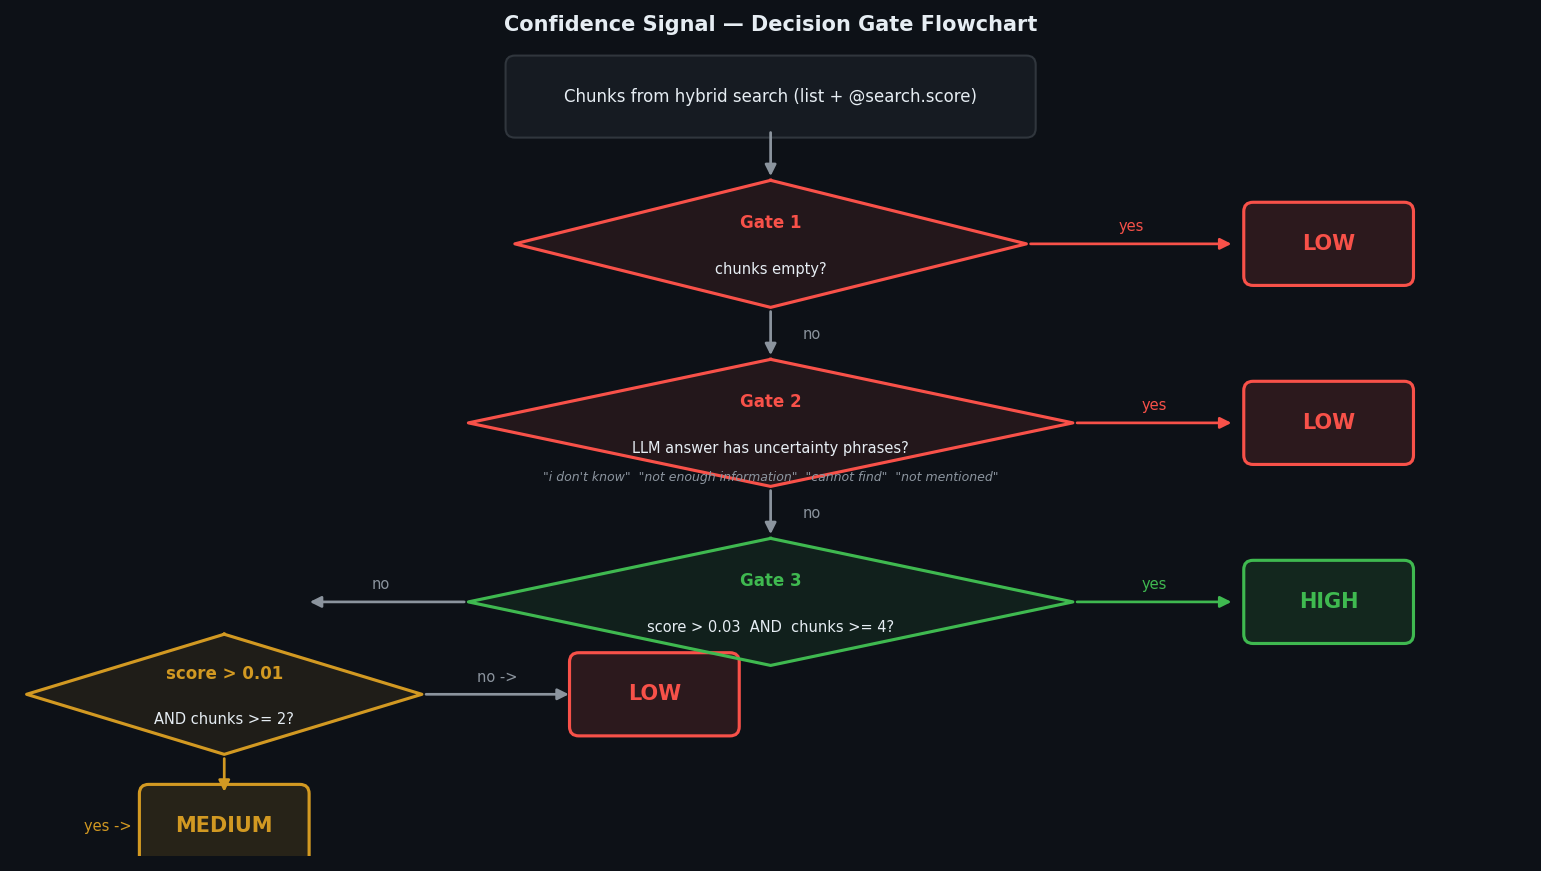 Confidence Signal — Decision Gate Flowchart
Chunks from hybrid search (list + @search.score)
Gate 1
chunks empty?
yes
LOW
no
Gate 2
LLM answer has uncertainty phrases?
"i don't know"  "not enough information"  "cannot find"  "not mentioned"
yes
LOW
no
Gate 3
score > 0.03  AND  chunks >= 4?
yes
HIGH
no
score > 0.01
AND chunks >= 2?
no ->
LOW
yes ->
MEDIUM